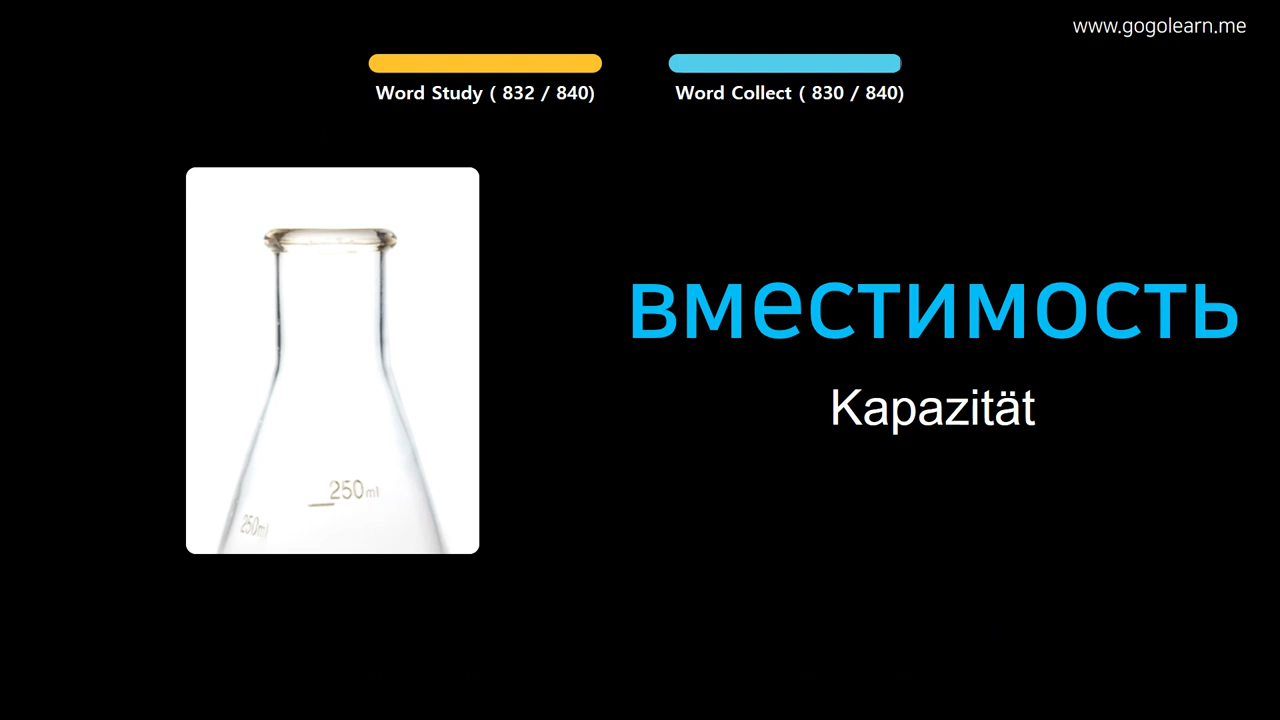 www.gogolearn.me
Word Study ( 832 / 840)
Word Collect ( 830 / 840)
вместимость
Kapazität
250ml
250ml